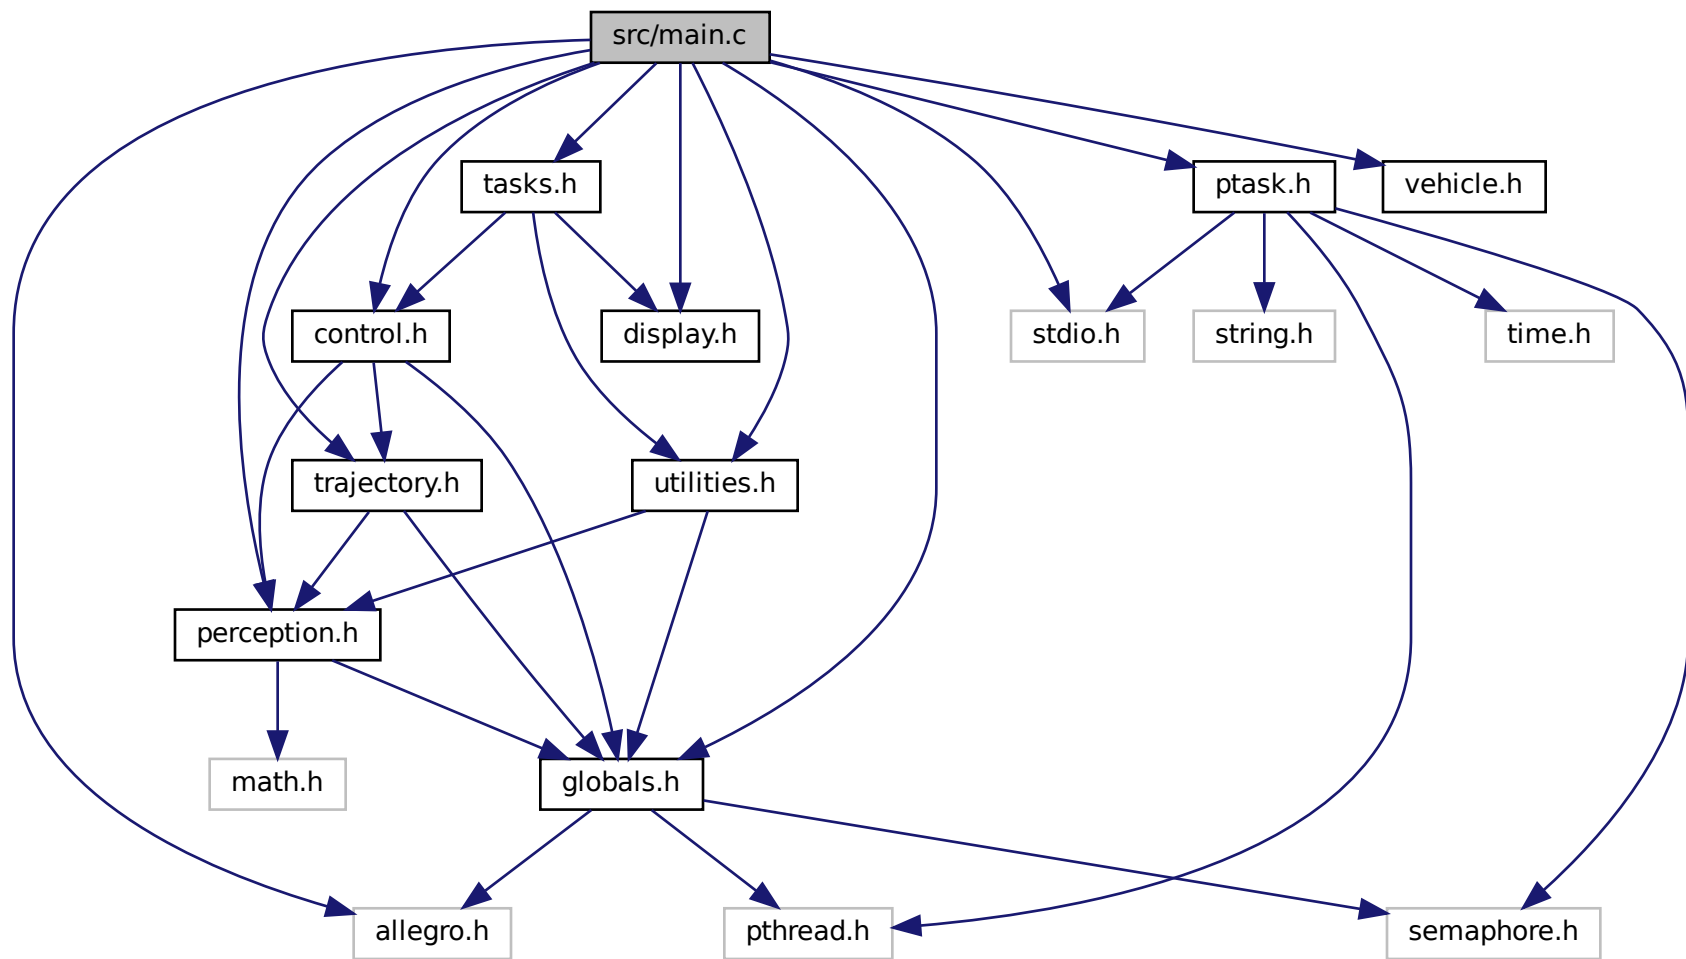 src/main.c
tasks.h
ptask.h
vehicle.h
control.h
display.h
stdio.h
string.h
time.h
trajectory.h
utilities.h
perception.h
math.h
globals.h
allegro.h
pthread.h
semaphore.h